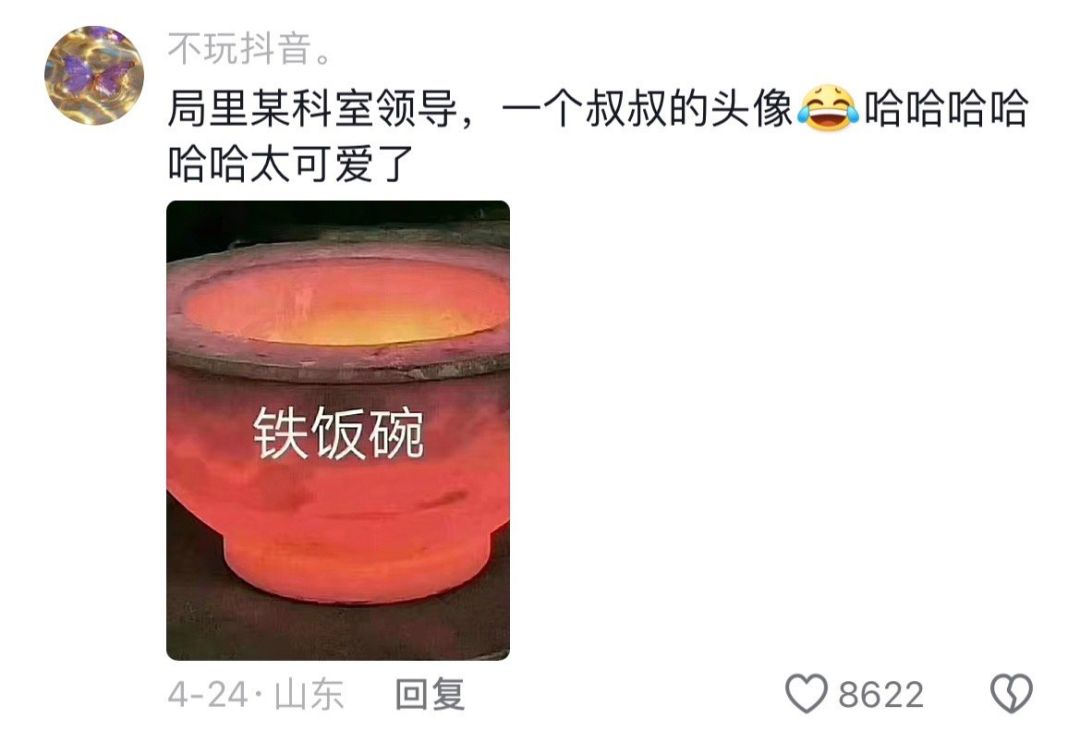 不玩抖音。
局里某科室领导，一个叔叔的头像😂哈哈哈哈
哈哈太可爱了
铁饭碗
4-24·山东 回复 8622